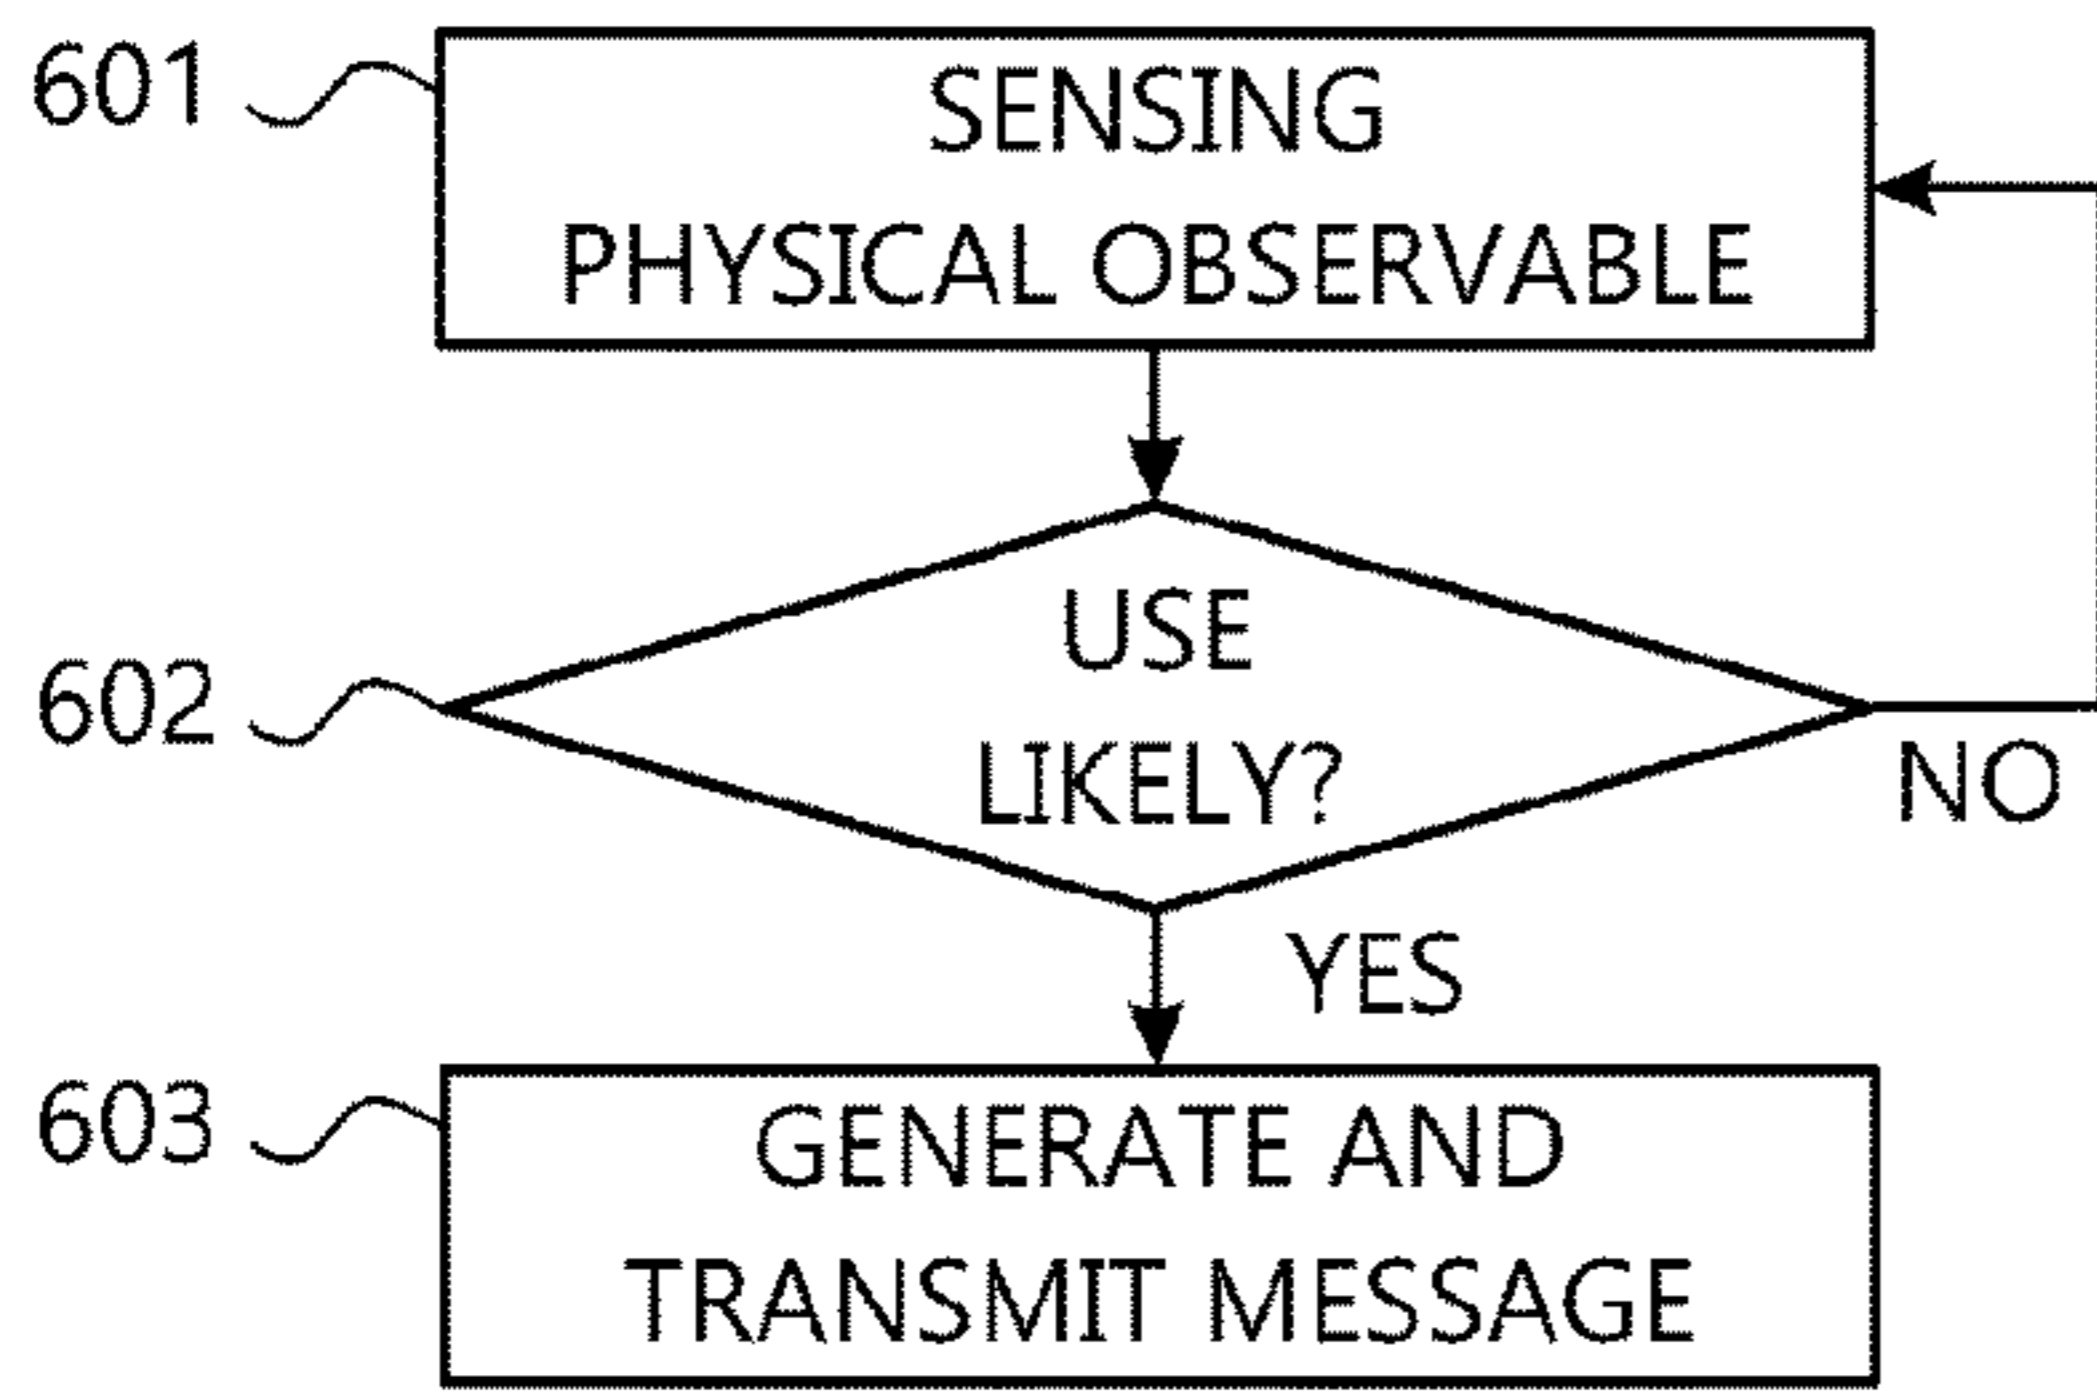 601
SENSING
PHYSICAL OBSERVABLE
602
USE
LIKELY?
NO
YES
603
GENERATE AND
TRANSMIT MESSAGE